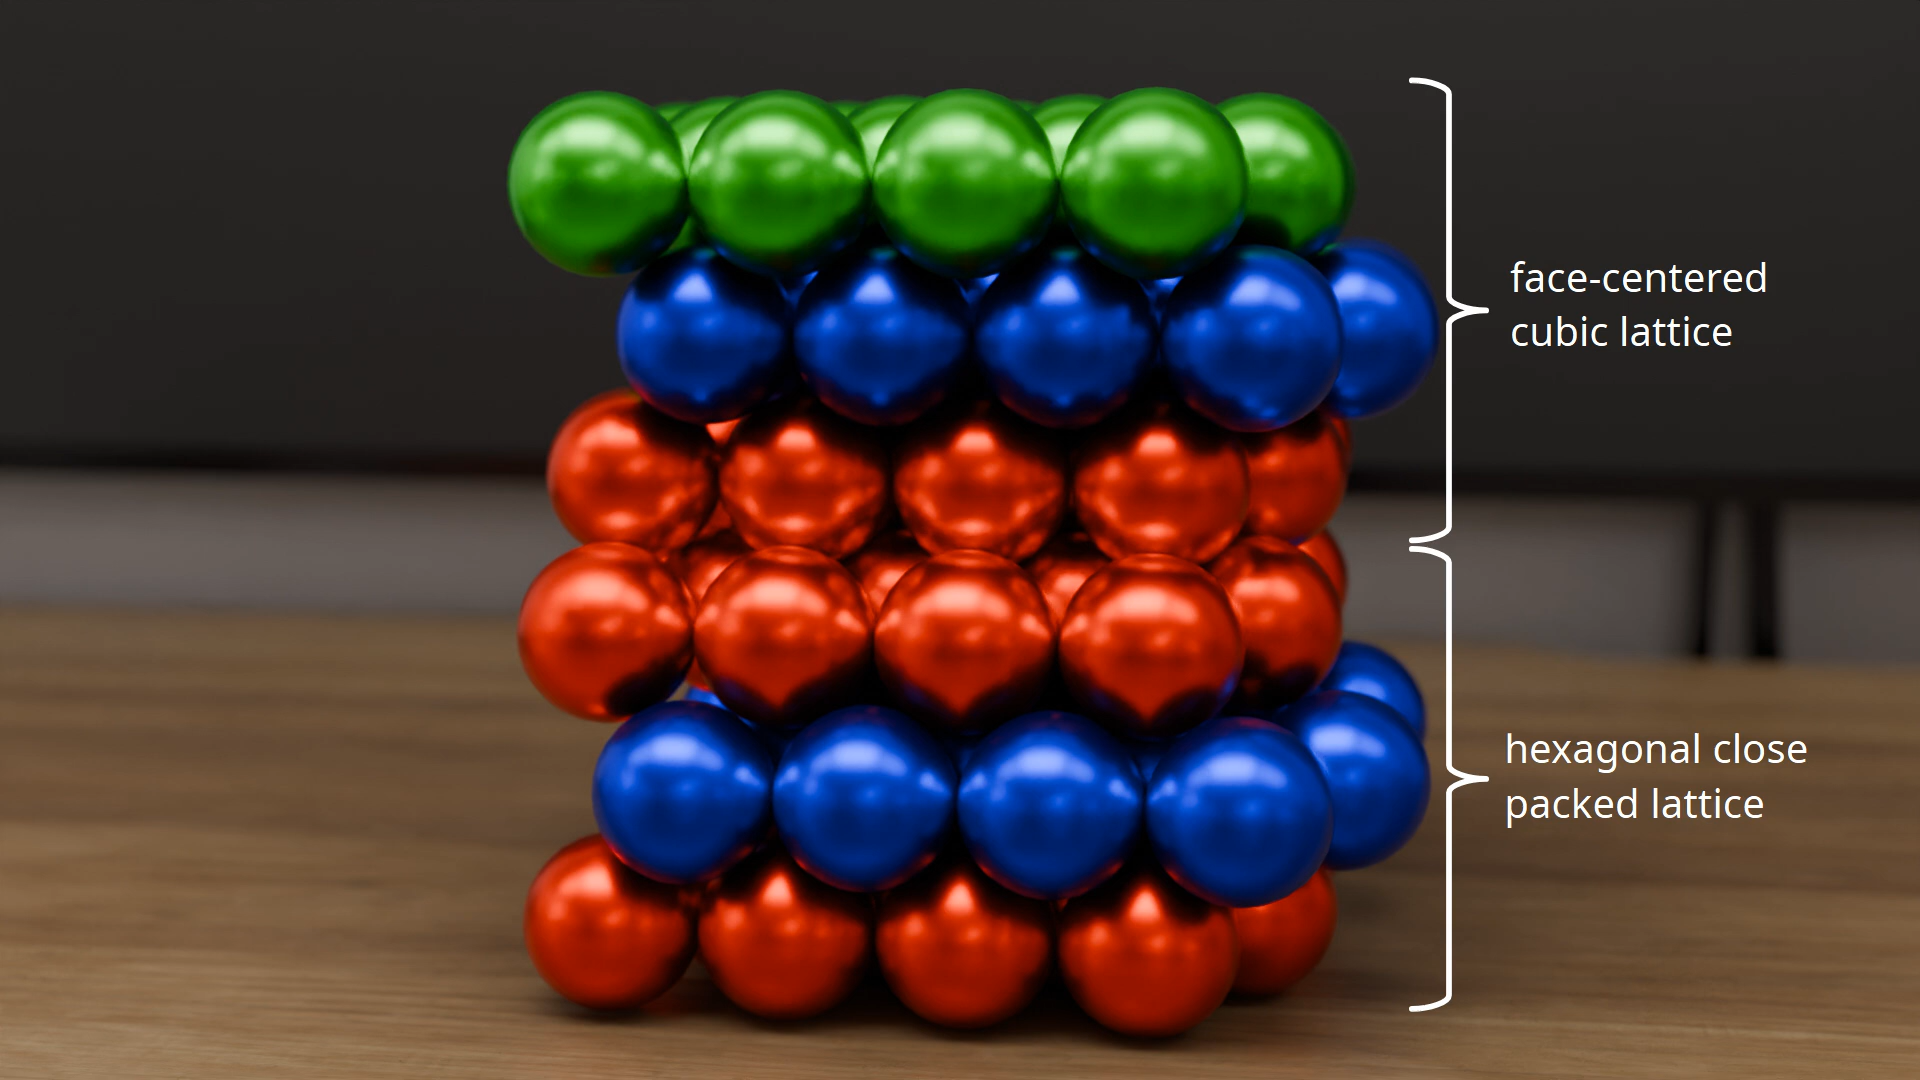 face-centered
cubic lattice
hexagonal close
packed lattice